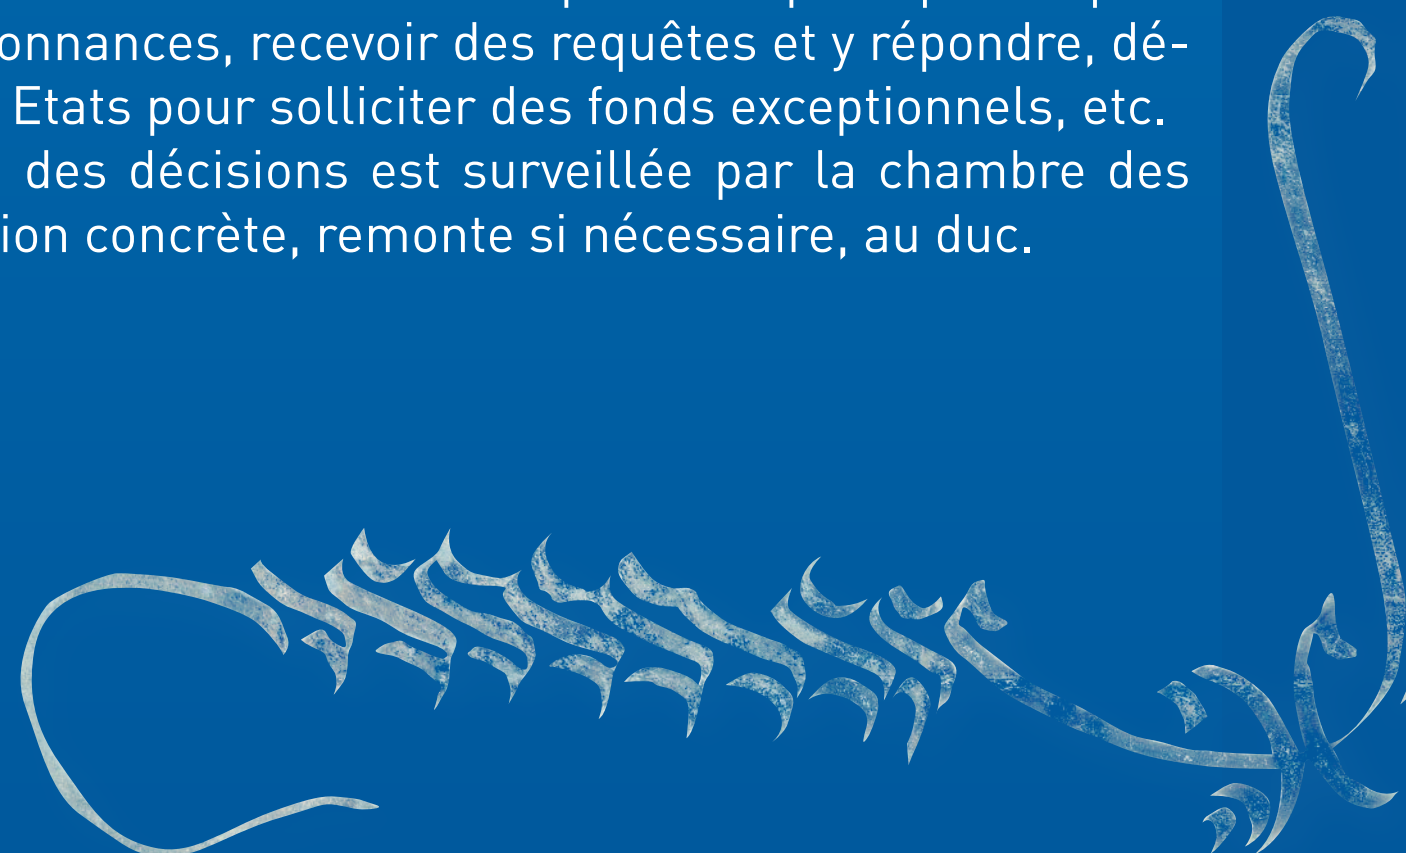 onnances, recevoir des requêtes et y répondre, dé-
Etats pour solliciter des fonds exceptionnels, etc.
des décisions est surveillée par la chambre des
ion concrète, remonte si nécessaire, au duc.